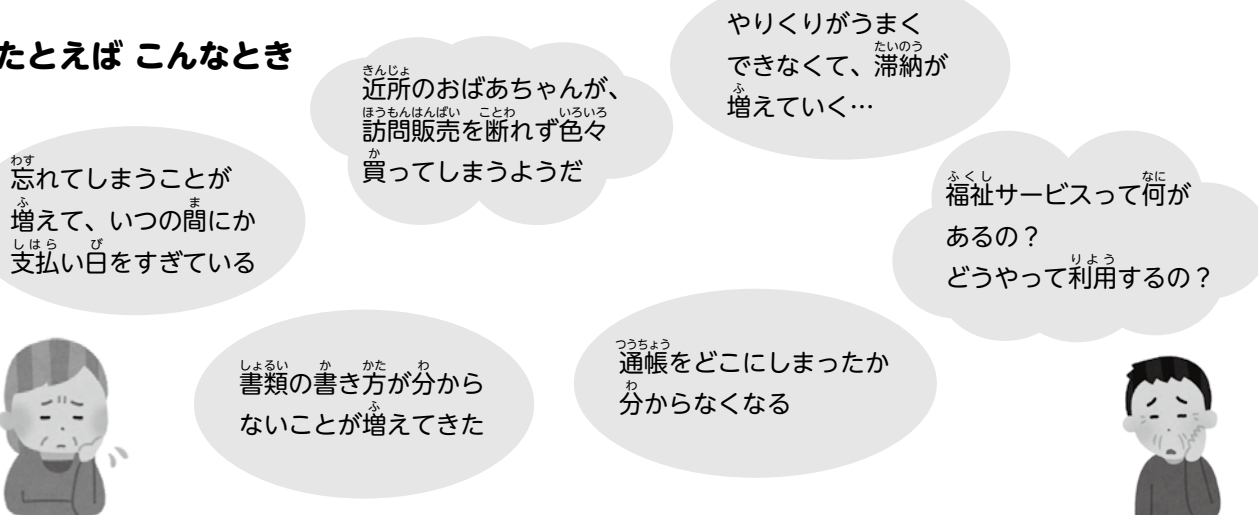 たとえば こんなとき
やりくりがうまく
できなくて、滞納が
増えていく…
近所のおばあちゃんが、
訪問販売を断れず色々
買ってしまうようだ
忘れてしまうことが
増えて、いつの間にか
支払い日をすぎている
福祉サービスって何が
あるの？
どうやって利用するの？
書類の書き方が分から
ないことが増えてきた
通帳をどこにしまったか
分からなくなる